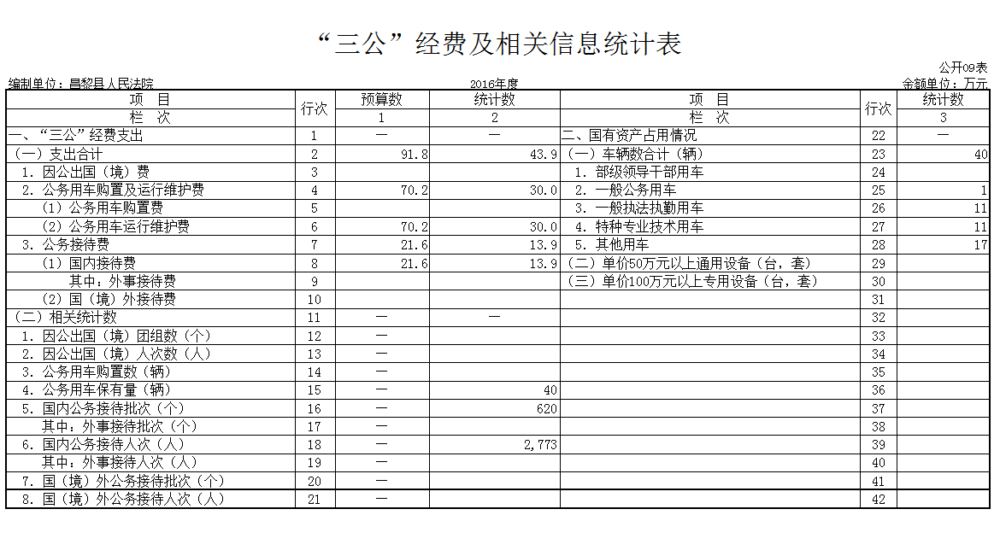 “三公”经费及相关信息统计表
公开09表
编制单位：昌黎县人民法院 2016年度 金额单位：万元
项 目 行次 预算数 统计数 项 目 行次 统计数
栏 次 1 2 栏 次 3
一、“三公”经费支出 1 — — 二、国有资产占用情况 22 —
（一）支出合计 2 91.8 43.9 （一）车辆数合计（辆） 23 40
1．因公出国（境）费 3 1．部级领导干部用车 24
2．公务用车购置及运行维护费 4 70.2 30.0 2．一般公务用车 25 1
（1）公务用车购置费 5 3．一般执法执勤用车 26 11
（2）公务用车运行维护费 6 70.2 30.0 4．特种专业技术用车 27 11
3．公务接待费 7 21.6 13.9 5．其他用车 28 17
（1）国内接待费 8 21.6 13.9 （二）单价50万元以上通用设备（台，套） 29
其中：外事接待费 9 （三）单价100万元以上专用设备（台，套） 30
（2）国（境）外接待费 10 31
（二）相关统计数 11 — — 32
1．因公出国（境）团组数（个） 12 — 33
2．因公出国（境）人次数（人） 13 — 34
3．公务用车购置数（辆） 14 — 35
4．公务用车保有量（辆） 15 — 40 36
5．国内公务接待批次（个） 16 — 620 37
其中：外事接待批次（个） 17 — 38
6．国内公务接待人次（人） 18 — 2,773 39
其中：外事接待人次（人） 19 — 40
7．国（境）外公务接待批次（个） 20 — 41
8．国（境）外公务接待人次（人） 21 — 42